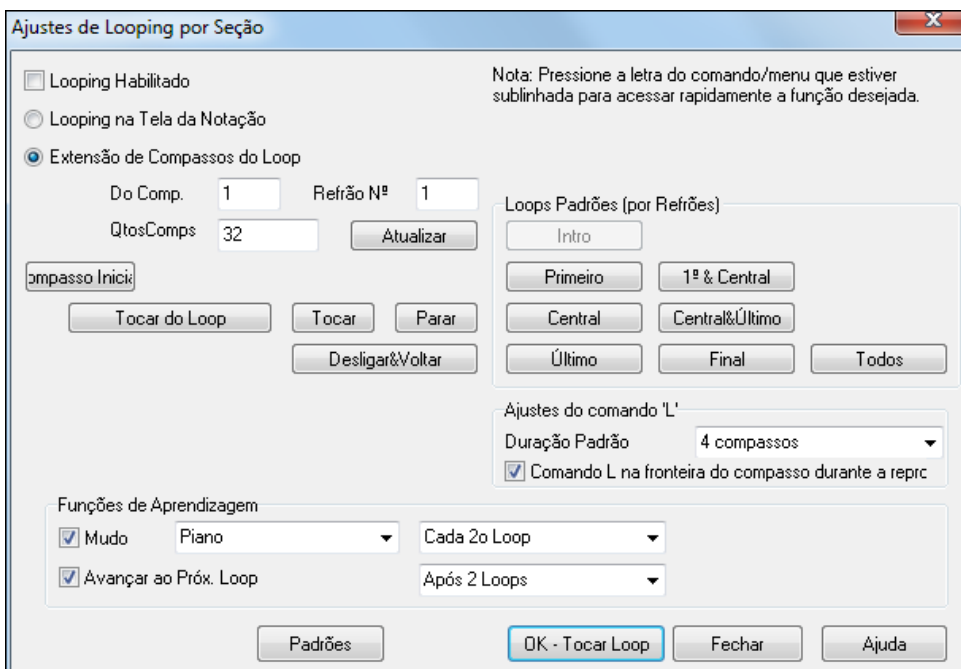 Ajustes de Looping por Seção
Looping Habilitado
Nota: Pressione a letra do comando/menu que estiver
sublinhada para acessar rapidamente a função desejada.
Looping na Tela da Notação
Extensão de Compassos do Loop
Do Comp. 1 Refrão Nº 1
QtosComps 32 Atualizar
ompasso Inicia
Tocar do Loop Tocar Parar
Desligar&Voltar
Loops Padrões (por Refrões)
Intro
Primeiro 1º & Central
Central Central&Último
Último Final Todos
Ajustes do comando 'L'
Duração Padrão 4 compassos
Comando L na fronteira do compasso durante a repro
Funções de Aprendizagem
Mudo Piano Cada 2o Loop
Avançar ao Próx. Loop Após 2 Loops
Padrões OK - Tocar Loop Fechar Ajuda